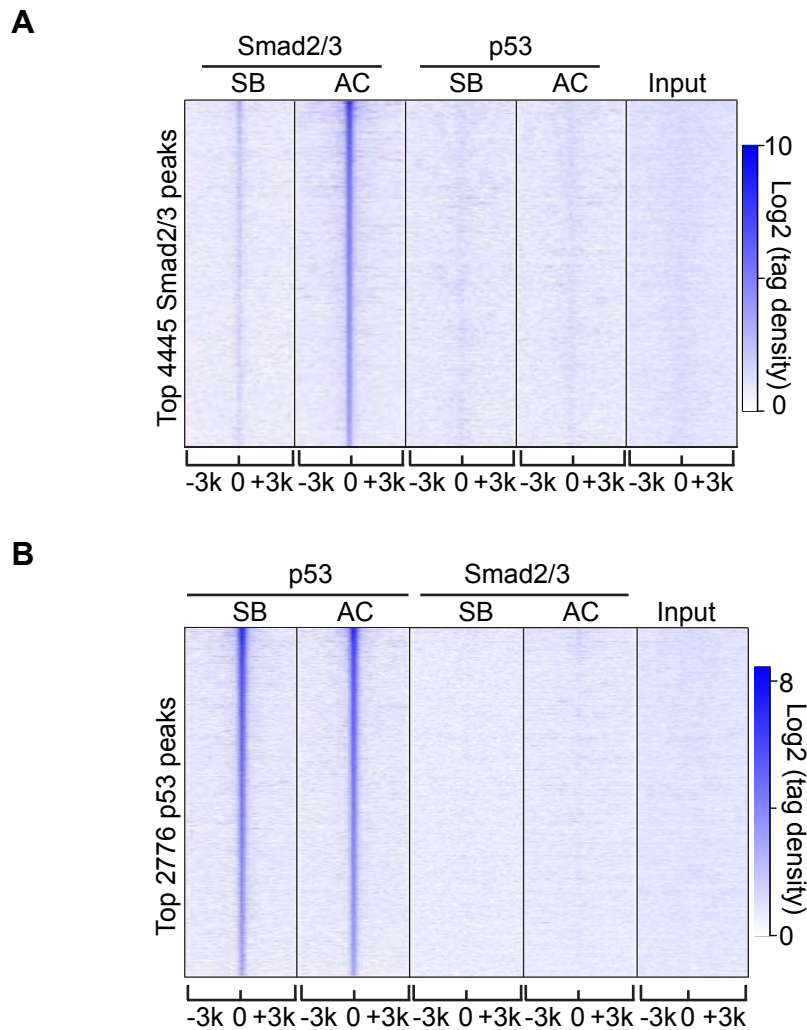 A
Smad2/3 p53
SB AC SB AC Input
Top 4445 Smad2/3 peaks
10
Log2 (tag density)
0
-3k 0 +3k -3k 0 +3k -3k 0 +3k -3k 0 +3k -3k 0 +3k
B
p53 Smad2/3
SB AC SB AC Input
Top 2776 p53 peaks
8
Log2 (tag density)
0
-3k 0 +3k -3k 0 +3k -3k 0 +3k -3k 0 +3k -3k 0 +3k